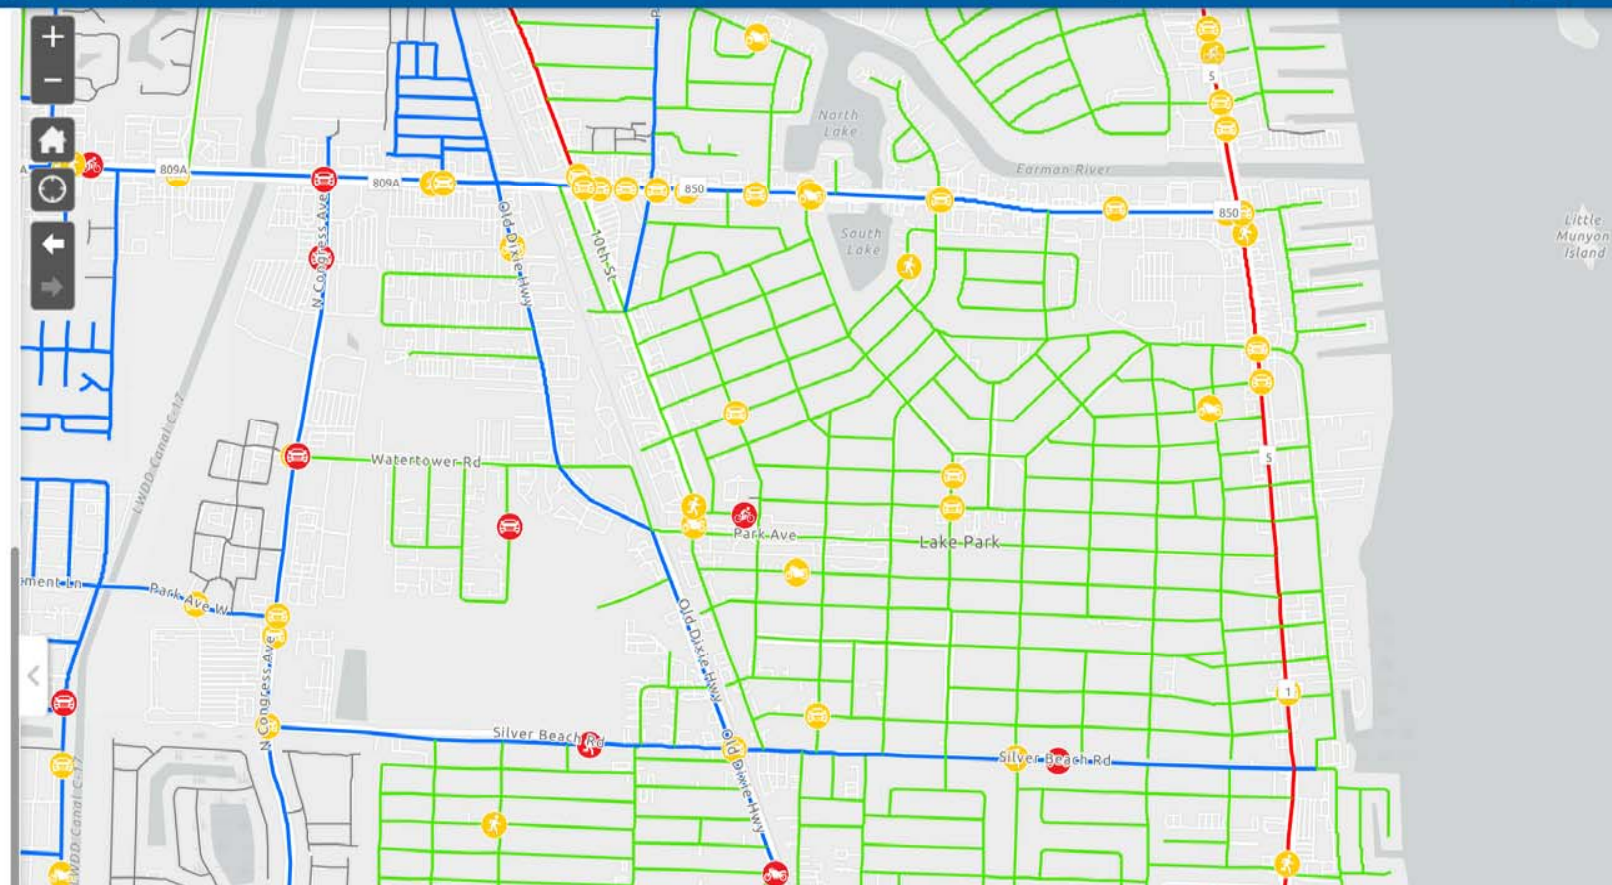 5
North
Lake
Earman River
809A
809A
850
850
Little
Munyon
Island
South
Lake
N Congress Ave
Old Dixie Hwy
10th St
LWDD Canal C-17
Watertower Rd
5
Park Ave
Lake Park
ment Ln
Park Ave W
Old Dixie Hwy
N Congress Ave
1
Silver Beach Rd
Silver Beach Rd
Old Dixie Hwy
LWDD Canal C-17